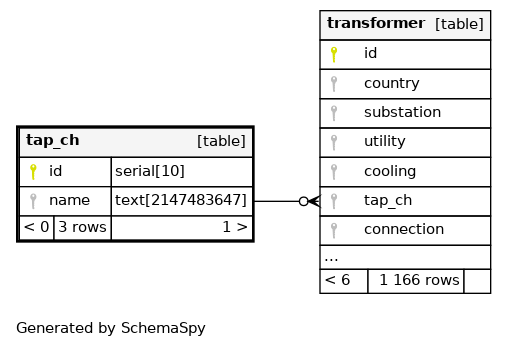 tap_ch [table]
id serial[10]
name text[2147483647]
< 0 3 rows 1 >
transformer [table]
id
country
substation
utility
cooling
tap_ch
connection
...
< 6 1 166 rows
Generated by SchemaSpy